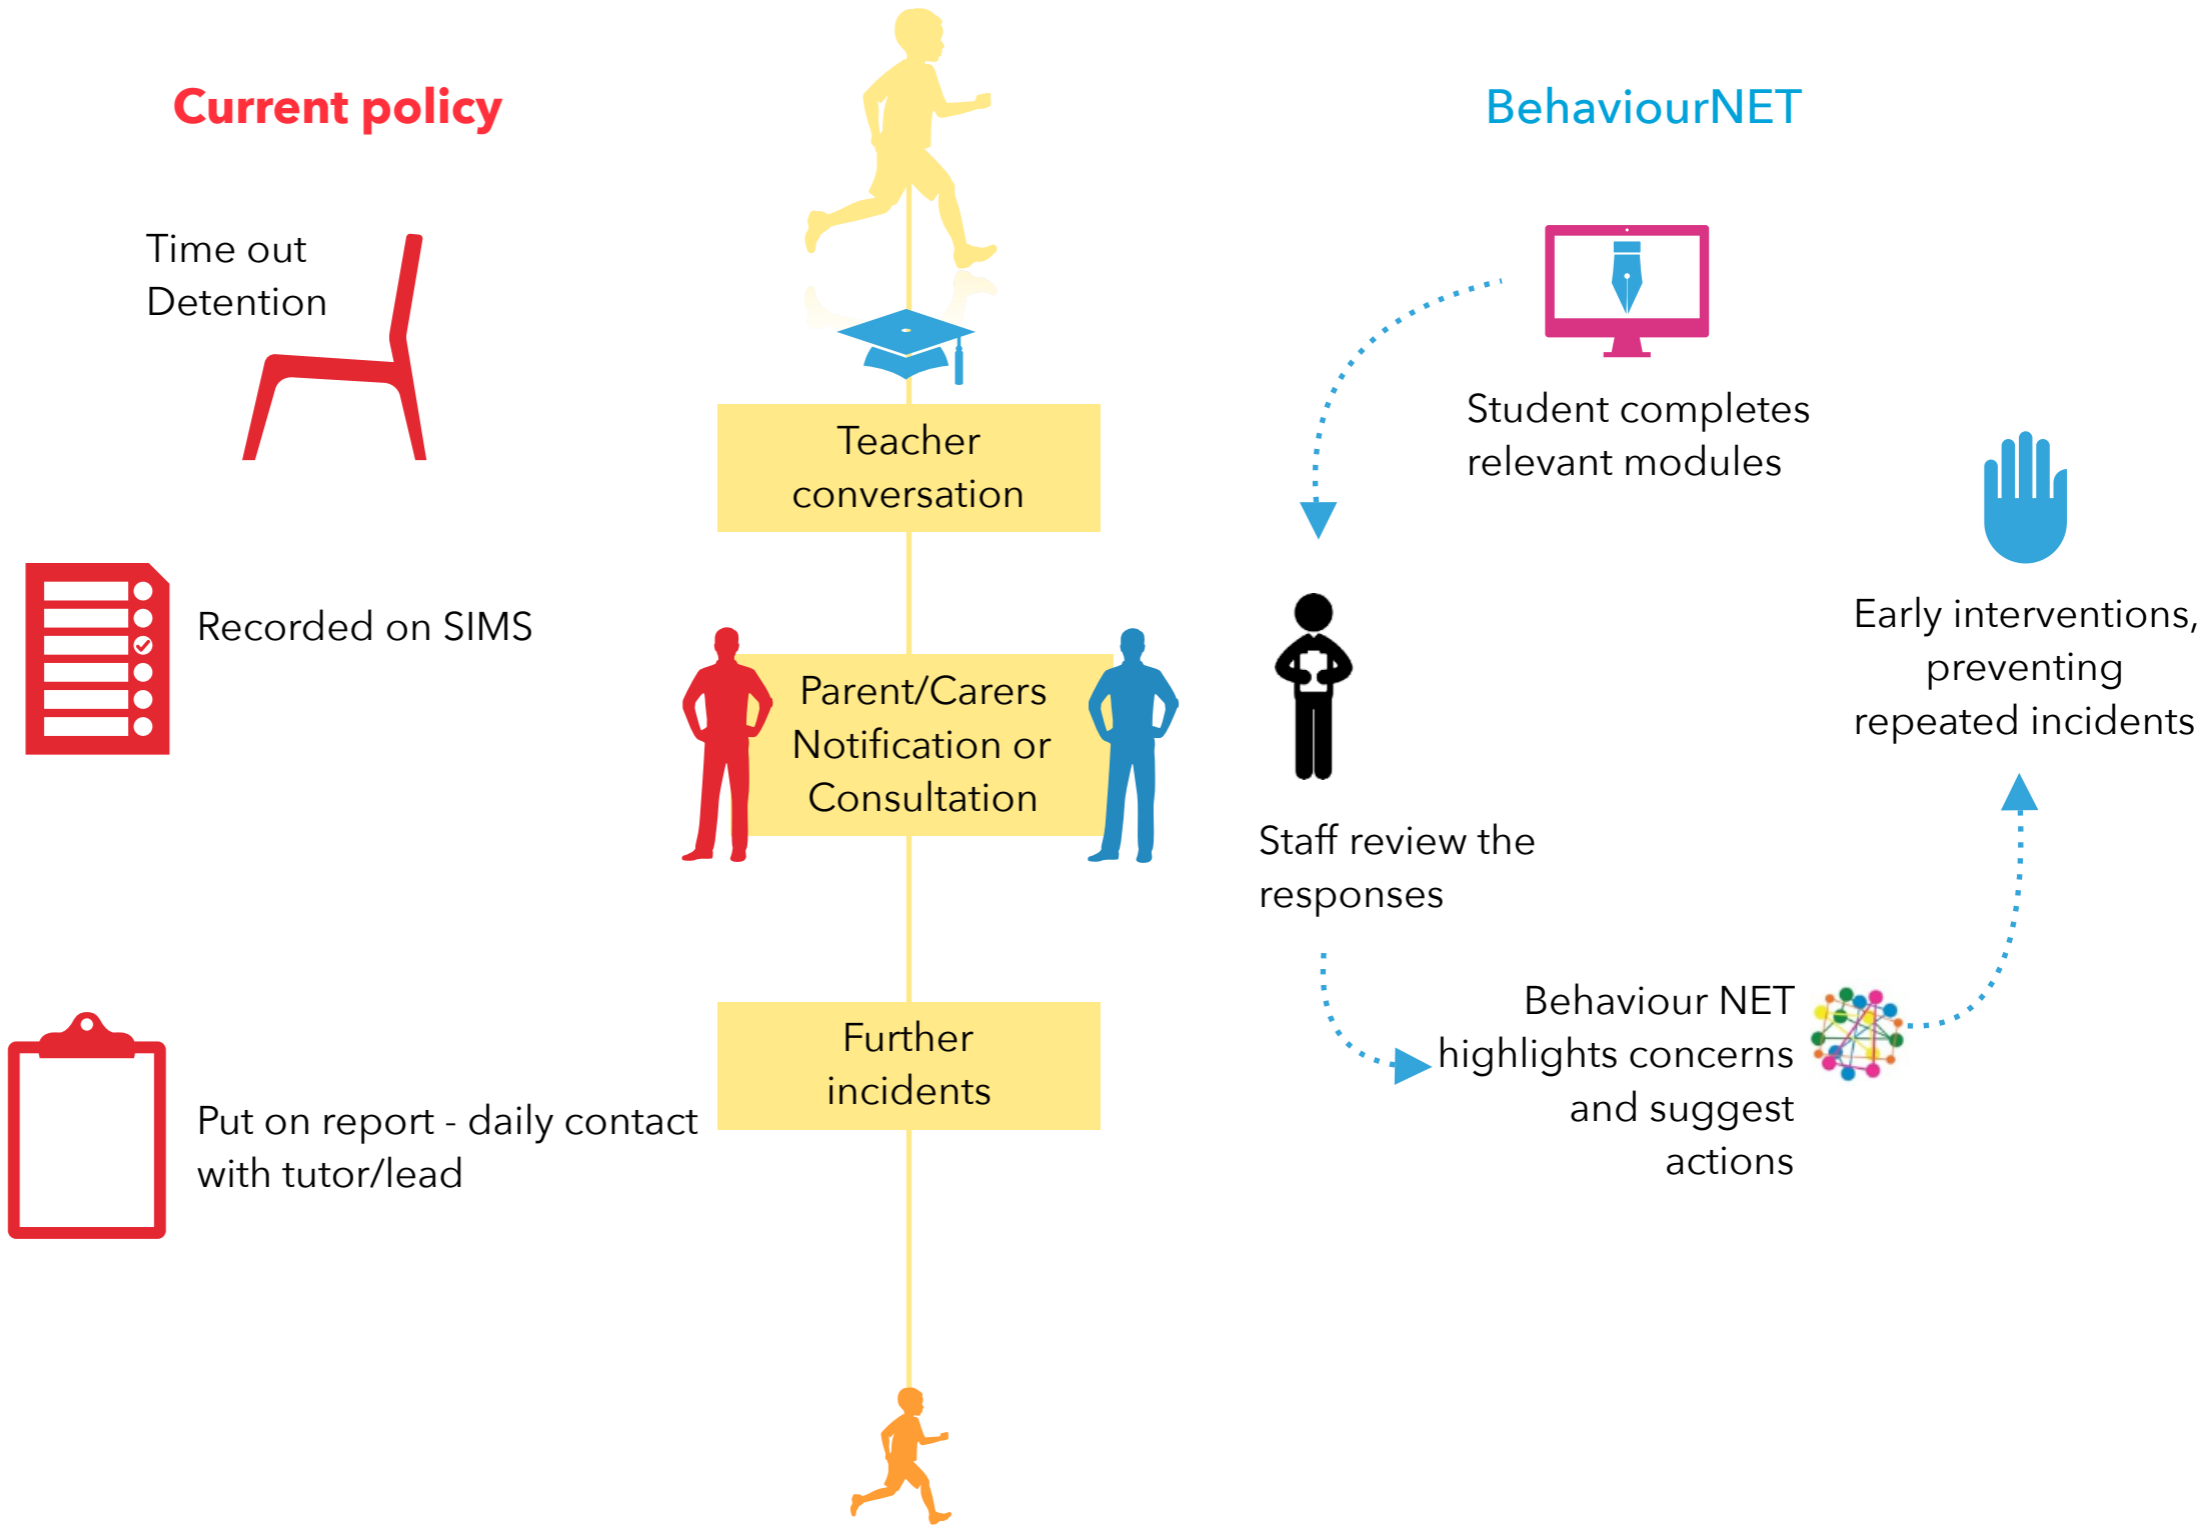 Current policy
BehaviourNET
Time out
Detention
Recorded on SIMS
Put on report - daily contact
with tutor/lead
Teacher
conversation
Parent/Carers
Notification or
Consultation
Further
incidents
Student completes
relevant modules
Staff review the
responses
Behaviour NET
highlights concerns
and suggest
actions
Early interventions,
preventing
repeated incidents